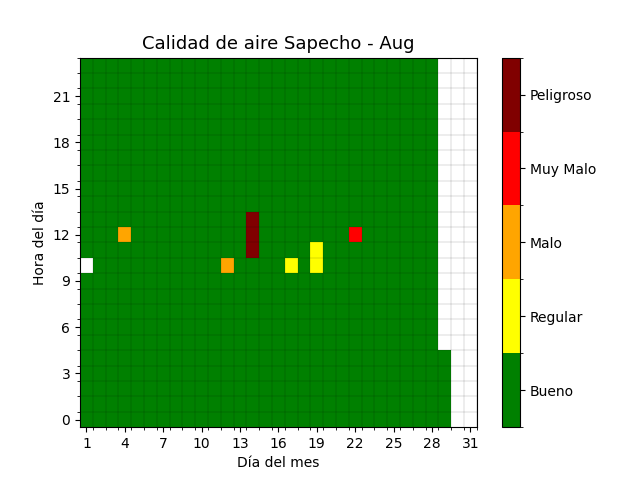 Calidad de aire Sapecho - Aug
Hora del día
21
18
15
12
9
6
3
0
1 4 7 10 13 16 19 22 25 28 31
Día del mes
Peligroso
Muy Malo
Malo
Regular
Bueno